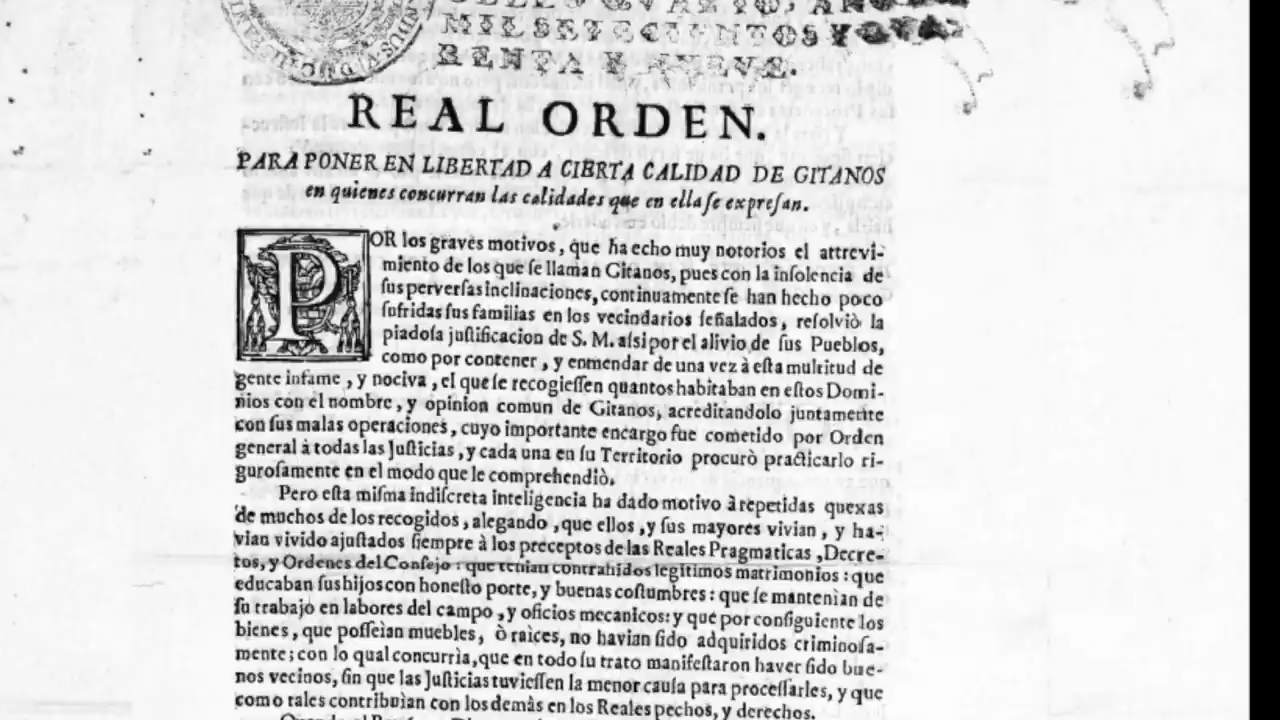 SELLO QVARTO, AÑO
MIL SETECIENTOS Y QVA-
RENTA Y NUEVE.
REAL ORDEN.
PARA PONER EN LIBERTAD A CIERTA CALIDAD DE GITANOS
en quienes concurran las calidades que en ella ſe expreſan.
POR los graves motivos, que ha echo muy notorios el atrrevi-
miento de los que ſe llaman Gitanos, pues con la inſolencia de
ſus perverſas inclinaciones, continuamente ſe han hecho poco
ſufridas ſus familias en los vecindarios ſeñalados, reſolviò la
piadoſa juſtificacion de S. M. aſsi por el alivio de ſus Pueblos,
como por contener, y enmendar de una vez à eſta multitud de
gente infame, y nociva, el que ſe recogieſſen quantos habitaban en eſtos Domi-
nios con el nombre, y opinion comun de Gitanos, acreditandolo juntamente
con ſus malas operaciones, cuyo importante encargo fue cometido por Orden
general à todas las Juſticias, y cada una en ſu Territorio procurò practicarlo ri-
guroſamente en el modo que le comprehendiò.
Pero eſta miſma indiſcreta inteligencia ha dado motivo à repetidas quexas
de muchos de los recogidos, alegando, que ellos, y ſus mayores vivian, y ha-
vian vivido ajuſtados ſiempre à los preceptos de las Reales Pragmaticas, Decre-
tos, y Ordenes del Conſejo: que tenian contrahidos legitimos matrimonios: que
educaban ſus hijos con honeſto porte, y buenas coſtumbres: que ſe mantenian de
ſu trabajo en labores del campo, y oficios mecanicos: y que por conſiguiente los
bienes, que poſſeìan muebles, ò raìces, no havian ſido adquiridos criminoſa-
mente; con lo qual concurrìa, que en todo ſu trato manifeſtaron haver ſido bue-
nos vecinos, ſin que las Juſticias tuvieſſen la menor cauſa para proceſſarles, y que
como tales contribuìan con los demàs en los Reales pechos, y derechos.